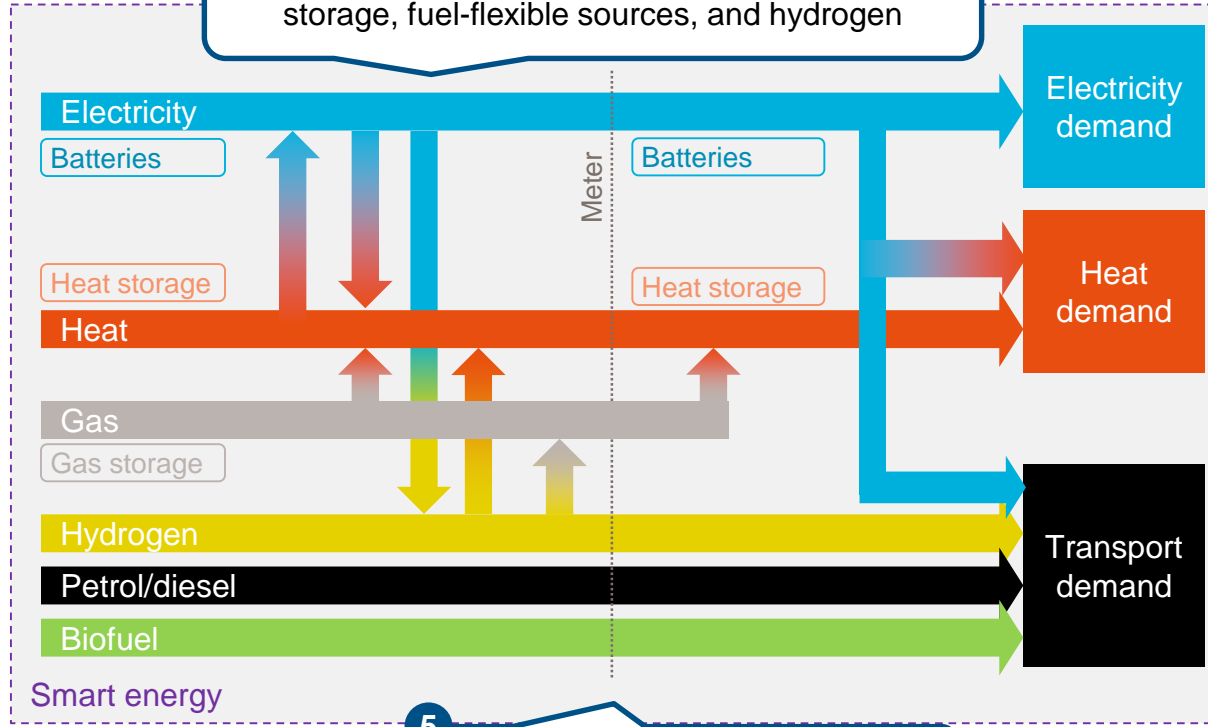 storage, fuel-flexible sources, and hydrogen
Electricity
Electricity
demand
Batteries
Meter
Batteries
Heat storage
Heat storage
Heat
demand
Heat
Gas
Gas storage
Hydrogen
Transport
demand
Petrol/diesel
Biofuel
Smart energy
5